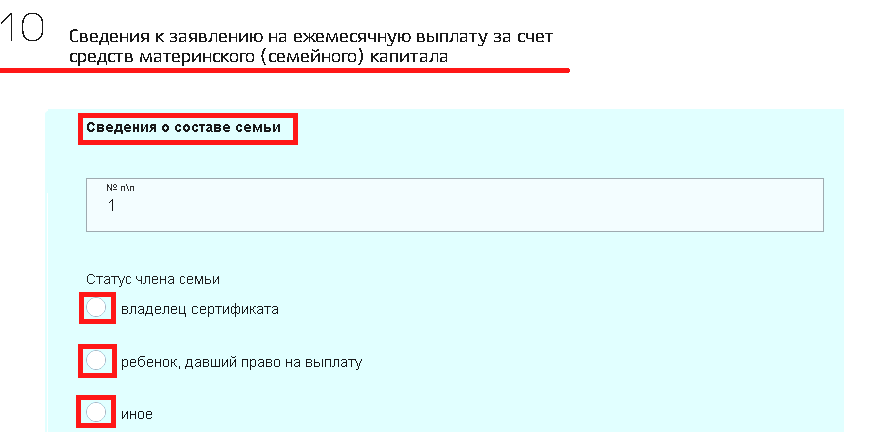 10
Сведения к заявлению на ежемесячную выплату за счет
средств материнского (семейного) капитала
Сведения о составе семьи
№ п\п
1
Статус члена семьи
владелец сертификата
ребенок, давший право на выплату
иное